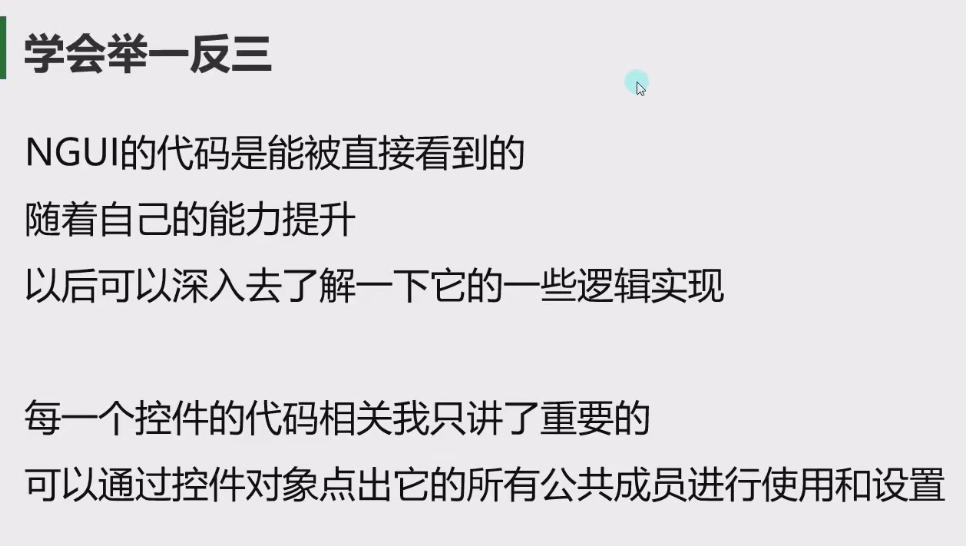 学会举一反三
NGUI的代码是能被直接看到的
随着自己的能力提升
以后可以深入去了解一下它的一些逻辑实现
每一个控件的代码相关我只讲了重要的
可以通过控件对象点出它的所有公共成员进行使用和设置